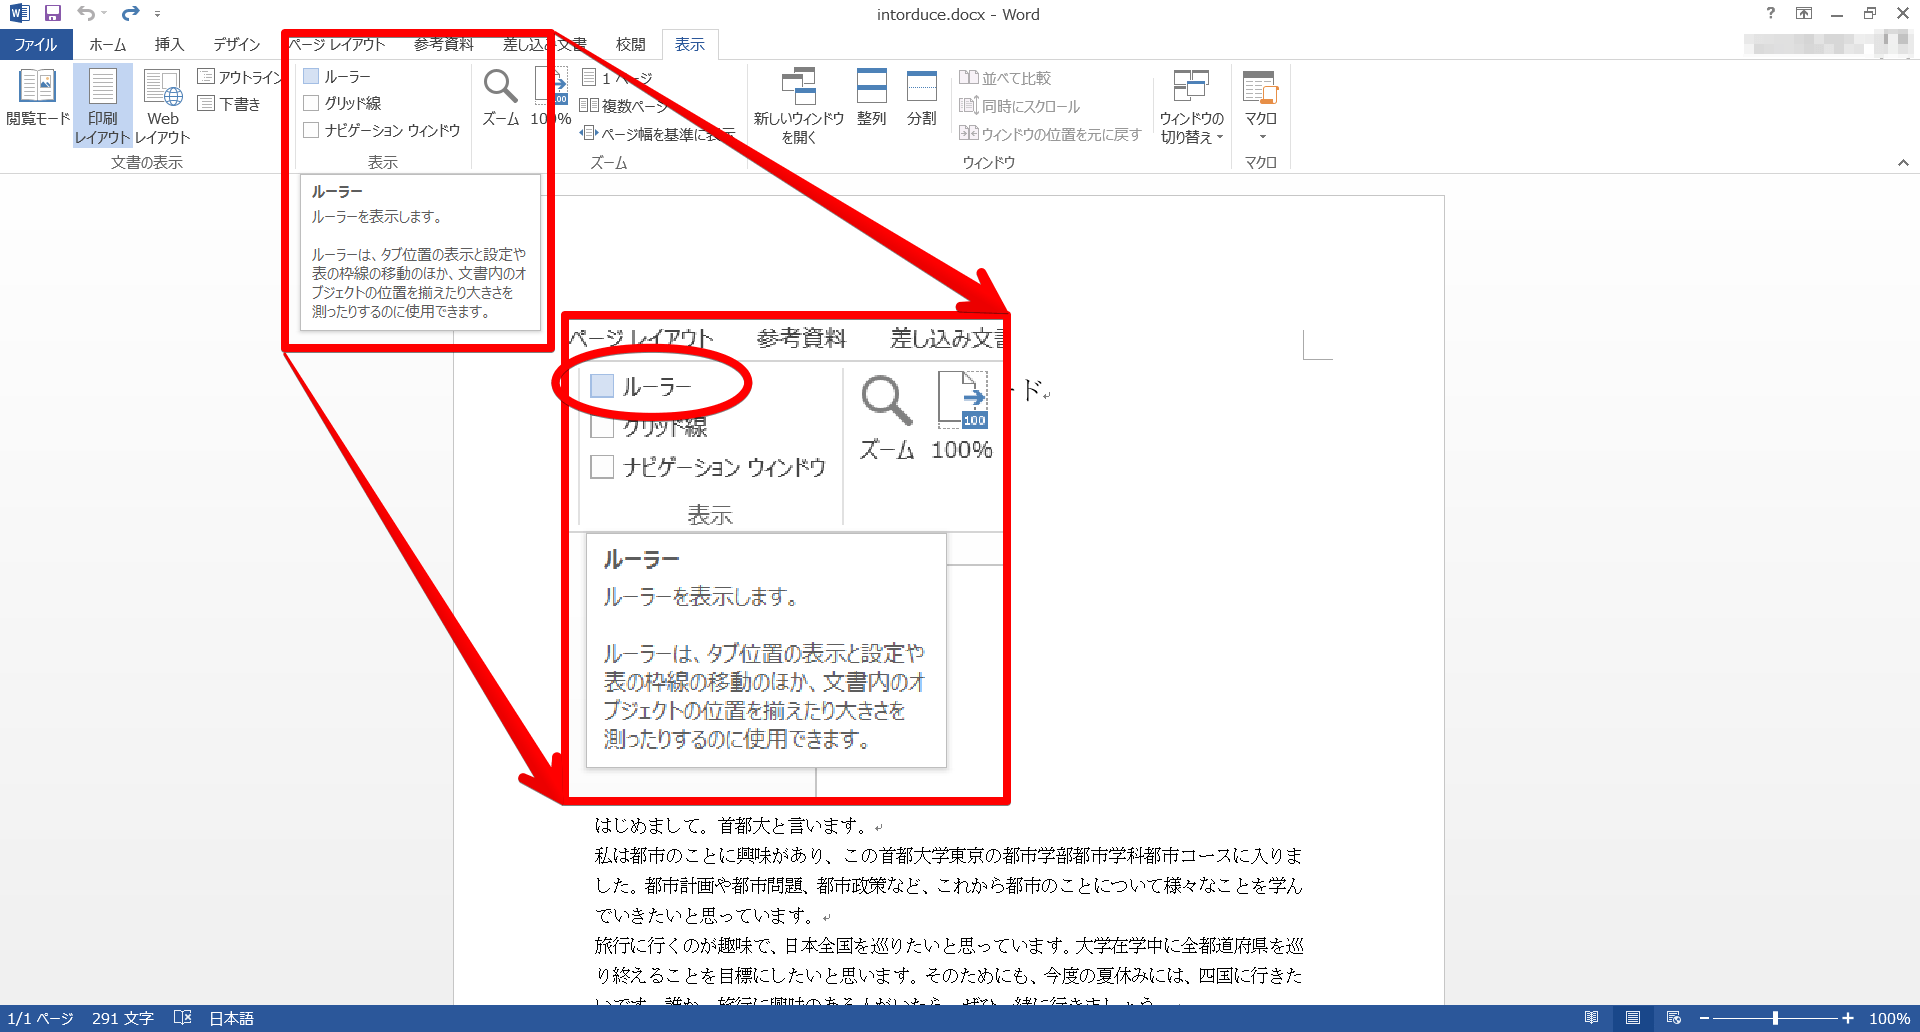 intorduce.docx - Word
ファイル ホーム 挿入 デザイン ページ レイアウト 参考資料 差し込み文書 校閲 表示
閲覧モード
印刷
レイアウト
Web
レイアウト
アウトライン
下書き
文書の表示
ルーラー
グリッド線
ナビゲーション ウィンドウ
表示
ズーム
100%
1 ページ
複数ページ
ページ幅を基準に表示
ズーム
新しいウィンドウ
を開く
整列
分割
並べて比較
同時にスクロール
ウィンドウの位置を元に戻す
ウィンドウ
ウィンドウの
切り替え
マクロ
マクロ
ルーラー
ルーラーを表示します。
ルーラーは、タブ位置の表示と設定や
表の枠線の移動のほか、文書内のオ
ブジェクトの位置を揃えたり大きさを
測ったりするのに使用できます。
ページ レイアウト 参考資料 差し込み文書
ルーラー
グリッド線
ナビゲーション ウィンドウ
表示
ズーム
100
100%
ド
ルーラー
ルーラーを表示します。
ルーラーは、タブ位置の表示と設定や
表の枠線の移動のほか、文書内のオ
ブジェクトの位置を揃えたり大きさを
測ったりするのに使用できます。
はじめまして。首都大と言います。
私は都市のことに興味があり、この首都大学東京の都市学部都市学科都市コースに入りま
した。都市計画や都市問題、都市政策など、これから都市のことについて様々なことを学ん
でいきたいと思っています。
旅行に行くのが趣味で、日本全国を巡りたいと思っています。大学在学中に全都道府県を巡
り終えることを目標にしたいと思います。そのためにも、今度の夏休みには、四国に行きた
1/1 ページ 291 文字 日本語 100%